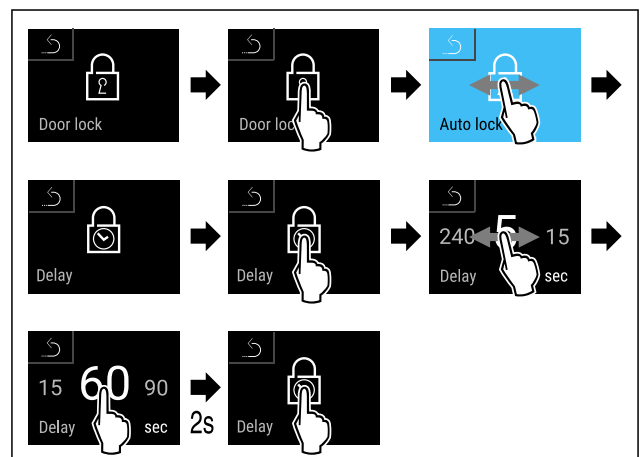 Door lock
Door loc
Auto lock
Delay
Delay
240 5 15
Delay sec
15 60 90
Delay sec
2s
Delay